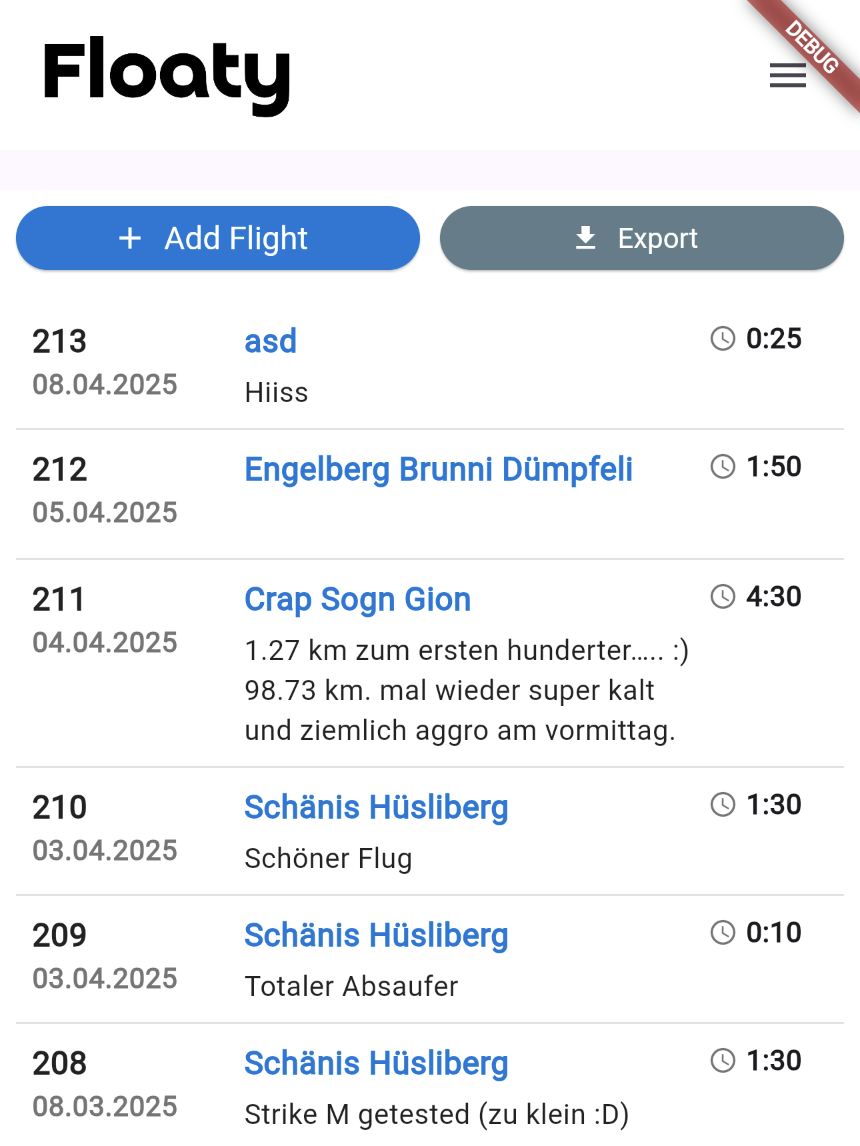 Floaty
DEBUG
Add Flight
Export
213
asd
0:25
08.04.2025
Hiiss
212
Engelberg Brunni Dümpfeli
1:50
05.04.2025
211
Crap Sogn Gion
4:30
04.04.2025
1.27 km zum ersten hunderter….. :)
98.73 km. mal wieder super kalt
und ziemlich aggro am vormittag.
210
Schänis Hüsliberg
1:30
03.04.2025
Schöner Flug
209
Schänis Hüsliberg
0:10
03.04.2025
Totaler Absaufer
208
Schänis Hüsliberg
1:30
08.03.2025
Strike M getested (zu klein :D)